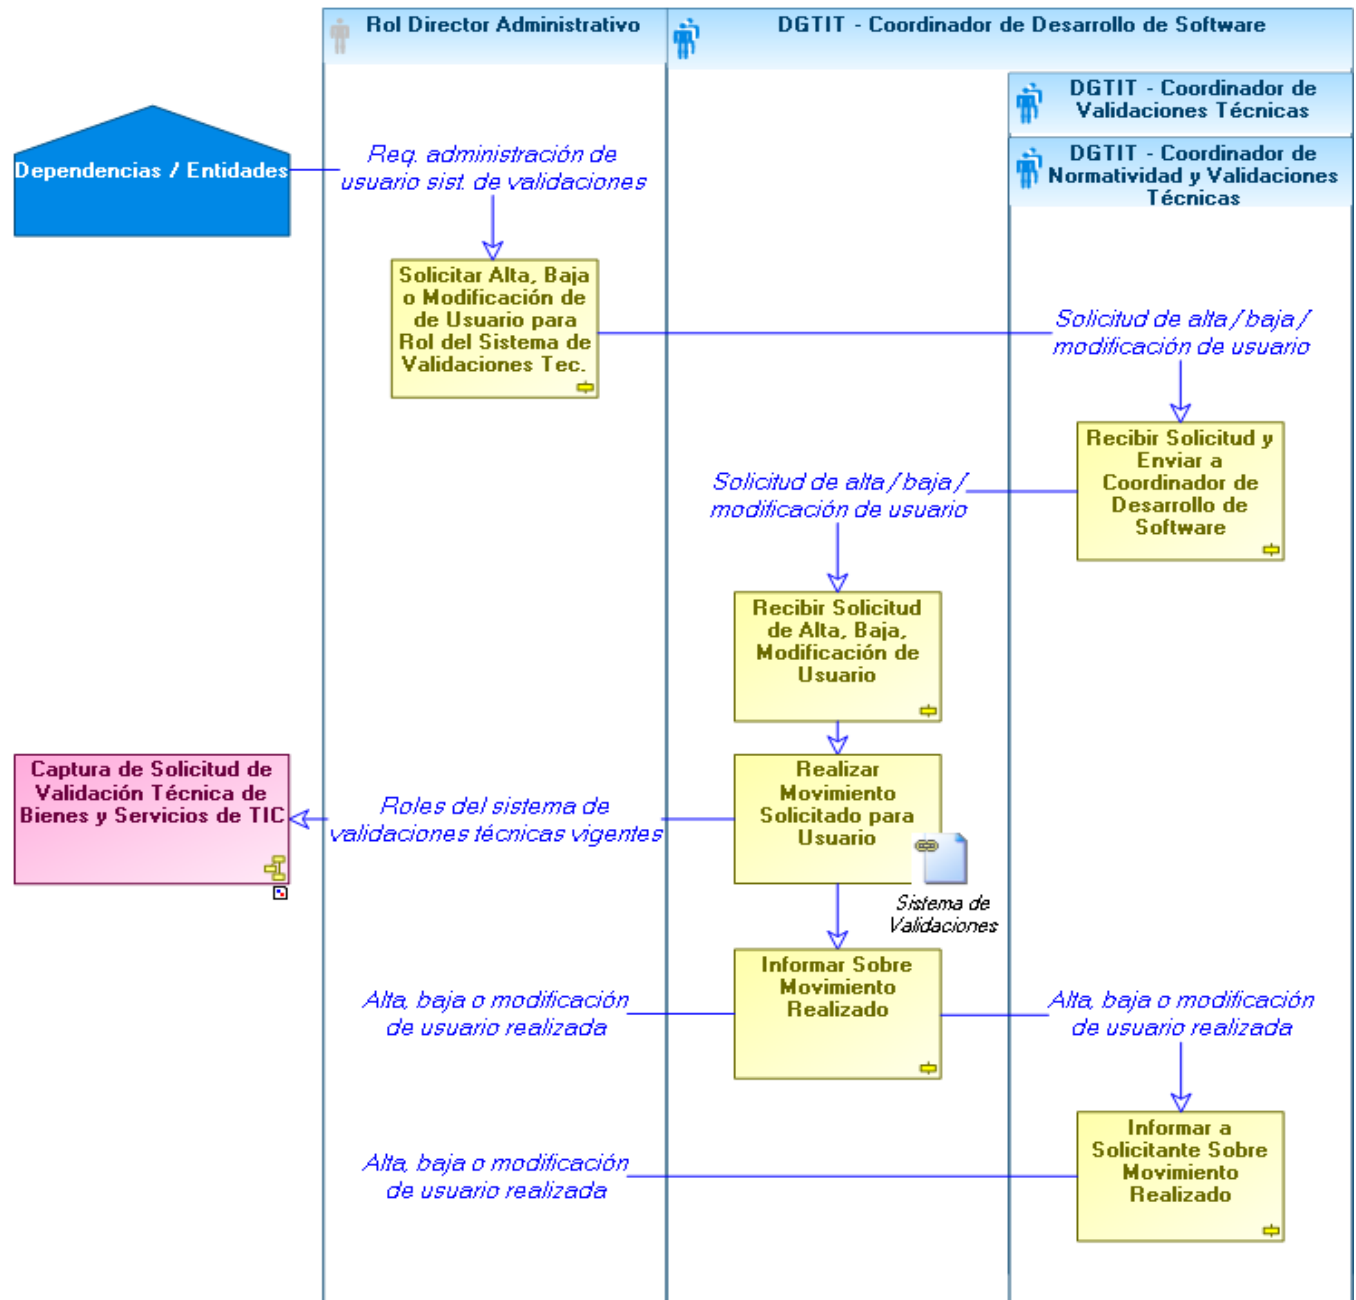 Rol Director Administrativo
DGTIT - Coordinador de Desarrollo de Software
DGTIT - Coordinador de
Validaciones Técnicas
DGTIT - Coordinador de
Normatividad y Validaciones
Técnicas
Dependencias / Entidades
Req. administración de
usuario sist. de validaciones
Solicitar Alta, Baja
o Modificación de
de Usuario para
Rol del Sistema de
Validaciones Tec.
Solicitud de alta / baja /
modificación de usuario
Recibir Solicitud y
Enviar a
Coordinador de
Desarrollo de
Software
Solicitud de alta / baja /
modificación de usuario
Recibir Solicitud
de Alta, Baja,
Modificación de
Usuario
Captura de Solicitud de
Validación Técnica de
Bienes y Servicios de TIC
Roles del sistema de
validaciones técnicas vigentes
Realizar
Movimiento
Solicitado para
Usuario
Sistema de
Validaciones
Informar Sobre
Movimiento
Realizado
Alta, baja o modificación
de usuario realizada
Alta, baja o modificación
de usuario realizada
Informar a
Solicitante Sobre
Movimiento
Realizado
Alta, baja o modificación
de usuario realizada